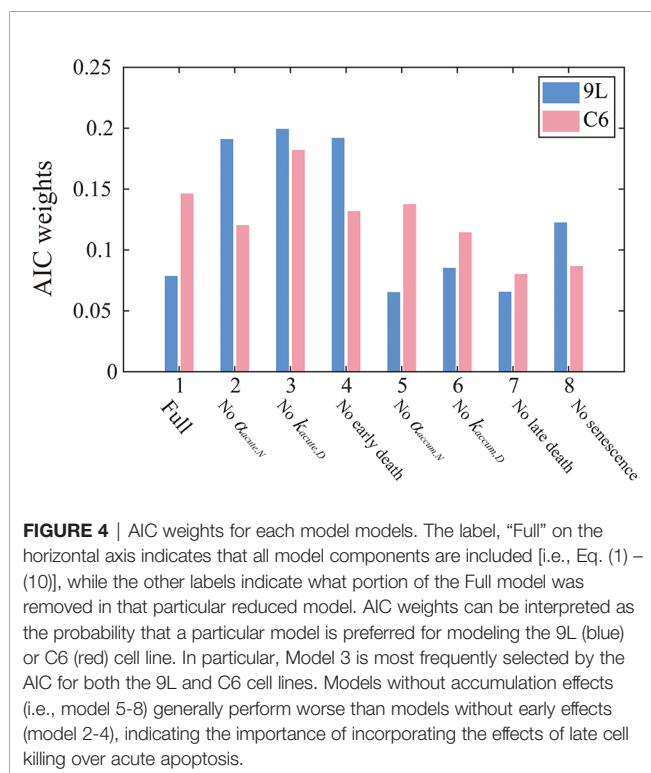 0.25
9L
C6
0.2
0.15
0.1
0.05
0
AIC weights
1 2 3 4 5 6 7 8
Full
No α_acute,N
No k_acute,D
No early death
No α_accum,N
No k_accum,D
No late death
No senescence
FIGURE 4 | AIC weights for each model models. The label, “Full” on the
horizontal axis indicates that all model components are included [i.e., Eq. (1) –
(10)], while the other labels indicate what portion of the Full model was
removed in that particular reduced model. AIC weights can be interpreted as
the probability that a particular model is preferred for modeling the 9L (blue)
or C6 (red) cell line. In particular, Model 3 is most frequently selected by the
AIC for both the 9L and C6 cell lines. Models without accumulation effects
(i.e., model 5-8) generally perform worse than models without early effects
(model 2-4), indicating the importance of incorporating the effects of late cell
killing over acute apoptosis.